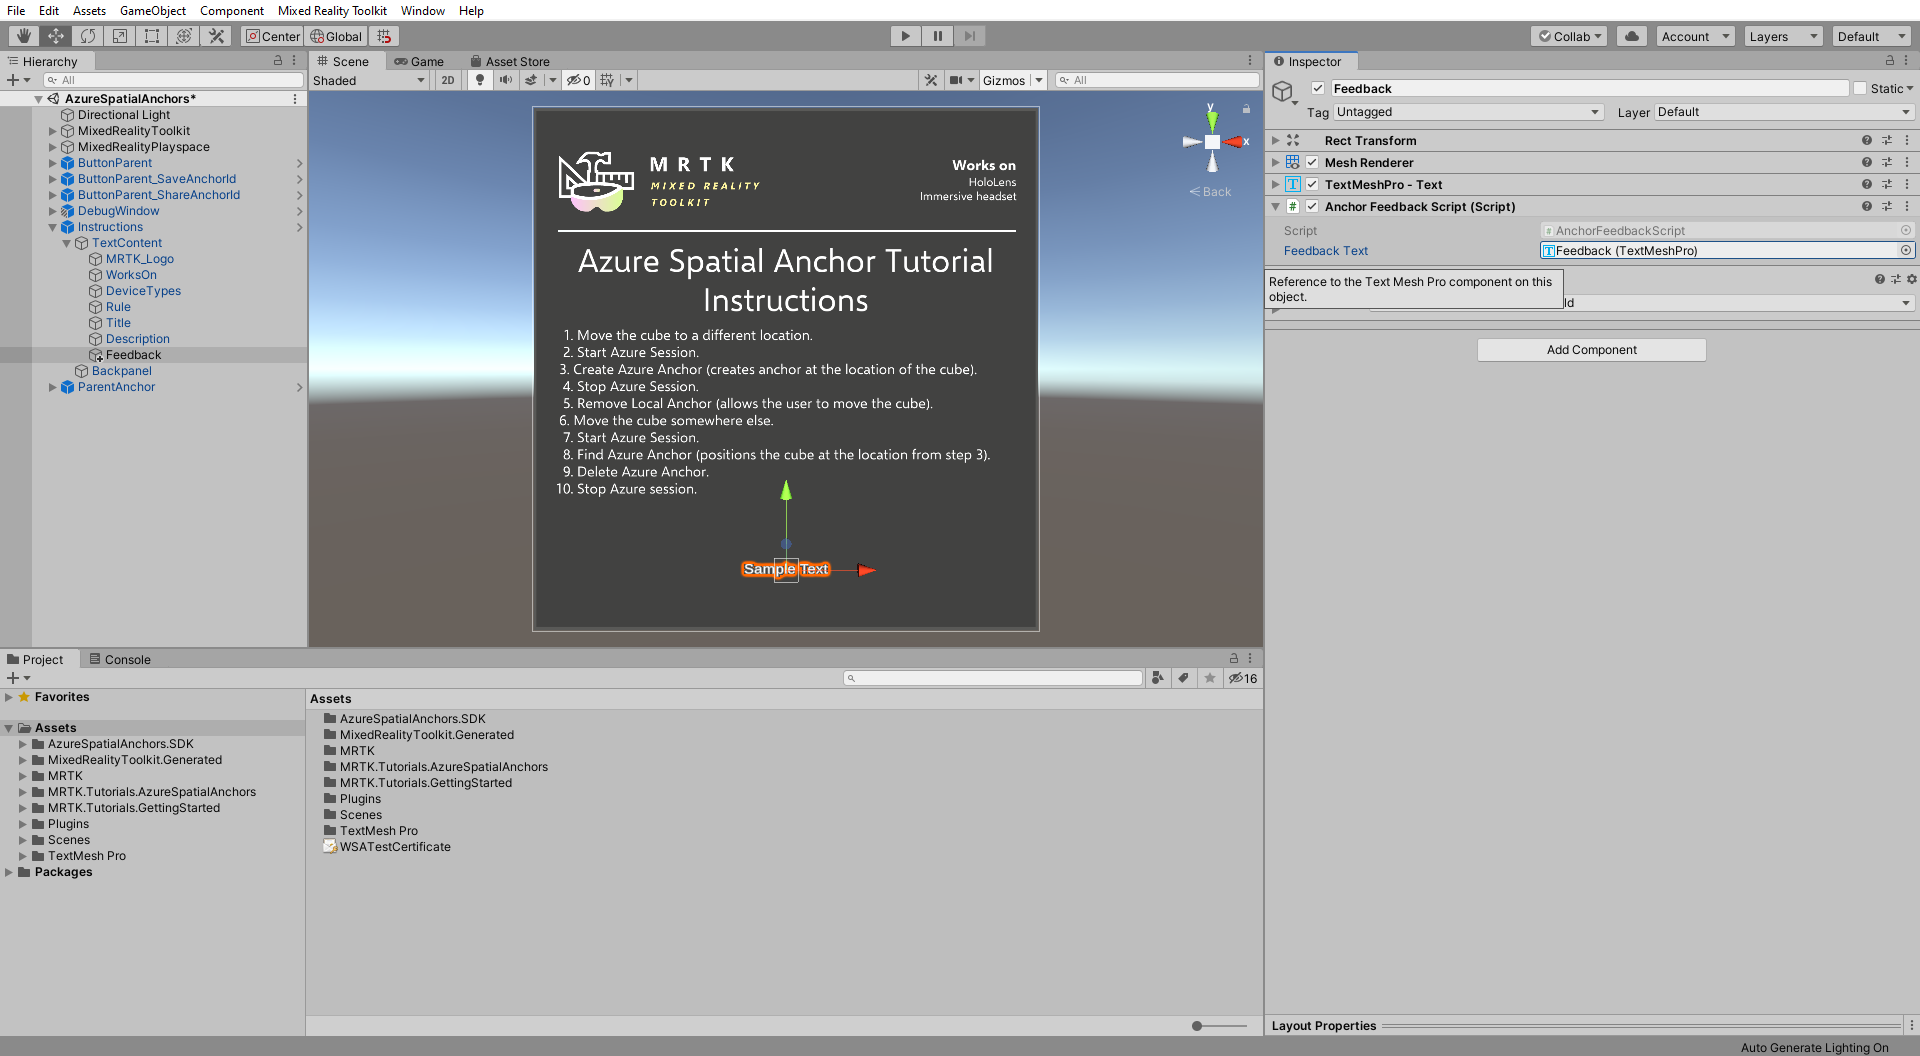 File Edit Assets GameObject Component Mixed Reality Toolkit Window Help
Center Global Collab Account Layers Default
Hierarchy
All
AzureSpatialAnchors*
Directional Light
MixedRealityToolkit
MixedRealityPlayspace
ButtonParent
ButtonParent_SaveAnchorId
ButtonParent_ShareAnchorId
DebugWindow
Instructions
TextContent
MRTK_Logo
WorksOn
DeviceTypes
Rule
Title
Description
Feedback
Backpanel
ParentAnchor
Scene Game Asset Store
Shaded 2D 0 Gizmos All
y
x
Back
MRTK
MIXED REALITY
TOOLKIT
Works on
HoloLens
Immersive headset
Azure Spatial Anchor Tutorial
Instructions
1. Move the cube to a different location.
2. Start Azure Session.
3. Create Azure Anchor (creates anchor at the location of the cube).
4. Stop Azure Session.
5. Remove Local Anchor (allows the user to move the cube).
6. Move the cube somewhere else.
7. Start Azure Session.
8. Find Azure Anchor (positions the cube at the location from step 3).
9. Delete Azure Anchor.
10. Stop Azure session.
Sample Text
Inspector
Feedback Static
Tag Untagged Layer Default
Rect Transform
Mesh Renderer
TextMeshPro - Text
Anchor Feedback Script (Script)
Script AnchorFeedbackScript
Feedback Text Feedback (TextMeshPro)
Reference to the Text Mesh Pro component on this
object.
ld
Add Component
Layout Properties
Project Console
16
Favorites
Assets
AzureSpatialAnchors.SDK
MixedRealityToolkit.Generated
MRTK
MRTK.Tutorials.AzureSpatialAnchors
MRTK.Tutorials.GettingStarted
Plugins
Scenes
TextMesh Pro
Packages
Assets
AzureSpatialAnchors.SDK
MixedRealityToolkit.Generated
MRTK
MRTK.Tutorials.AzureSpatialAnchors
MRTK.Tutorials.GettingStarted
Plugins
Scenes
TextMesh Pro
WSATestCertificate
Auto Generate Lighting On